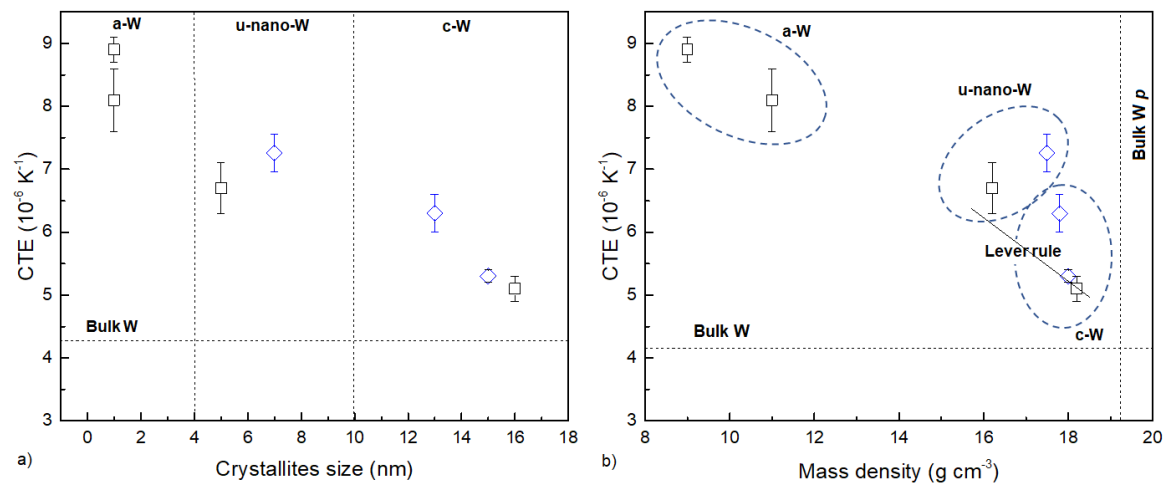 a-W
u-nano-W
c-W
9
8
7
6
5
4
3
CTE (10⁻⁶ K⁻¹)
Bulk W
0 2 4 6 8 10 12 14 16 18
Crystallites size (nm)
a)
a-W
u-nano-W
Bulk W p
9
8
7
6
5
4
3
CTE (10⁻⁶ K⁻¹)
Lever rule
Bulk W
c-W
8 10 12 14 16 18 20
Mass density (g cm⁻³)
b)